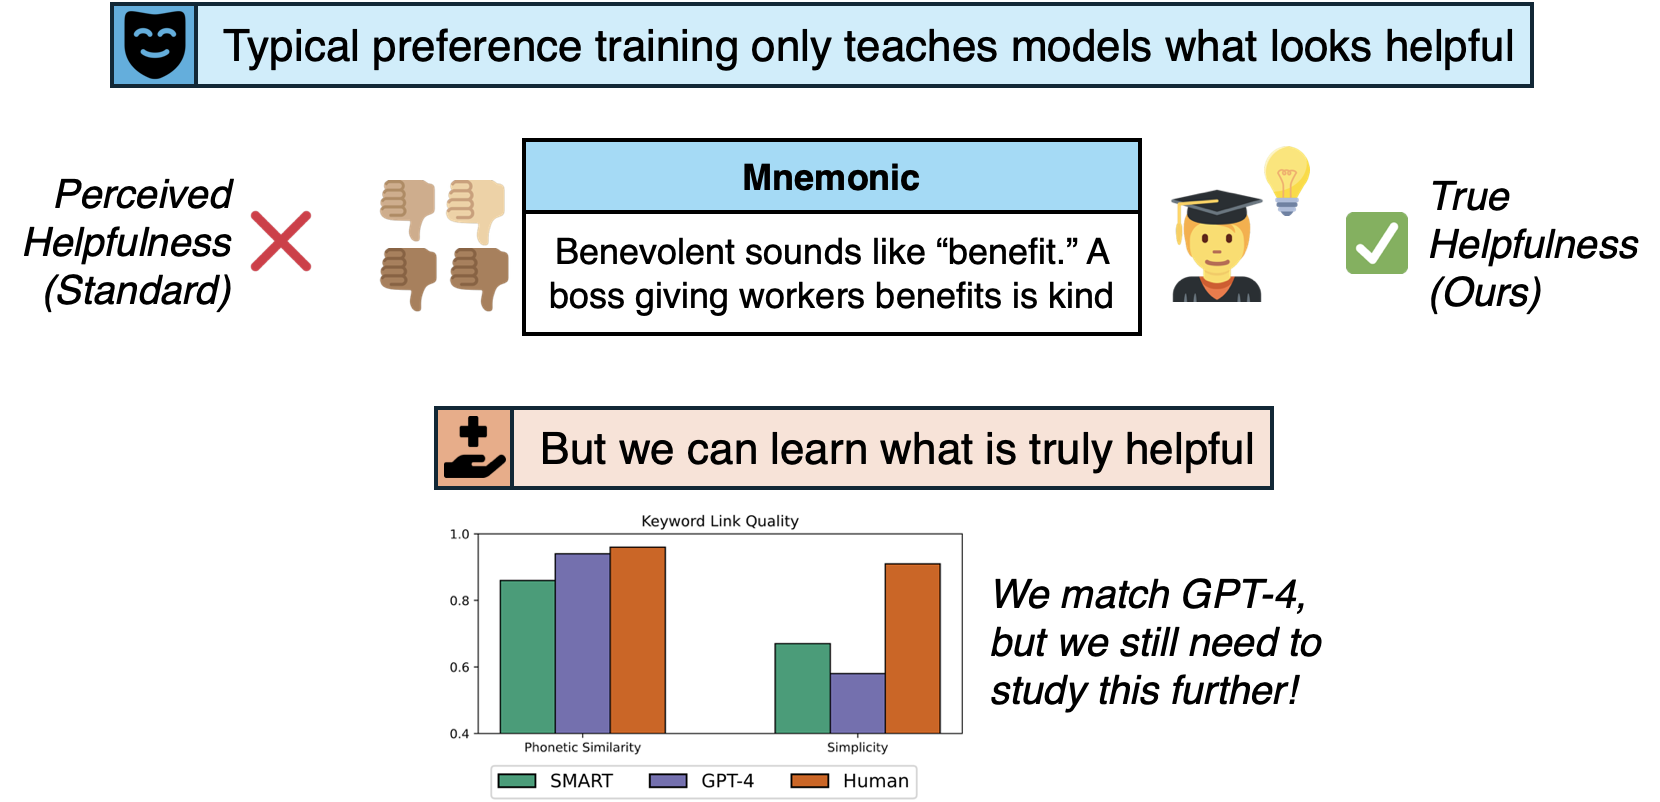 Typical preference training only teaches models what looks helpful
Perceived
Helpfulness
(Standard)
Mnemonic
Benevolent sounds like “benefit.” A
boss giving workers benefits is kind
True
Helpfulness
(Ours)
But we can learn what is truly helpful
Keyword Link Quality
1.0
0.8
0.6
0.4
Phonetic Similarity
Simplicity
SMART
GPT-4
Human
We match GPT-4,
but we still need to
study this further!